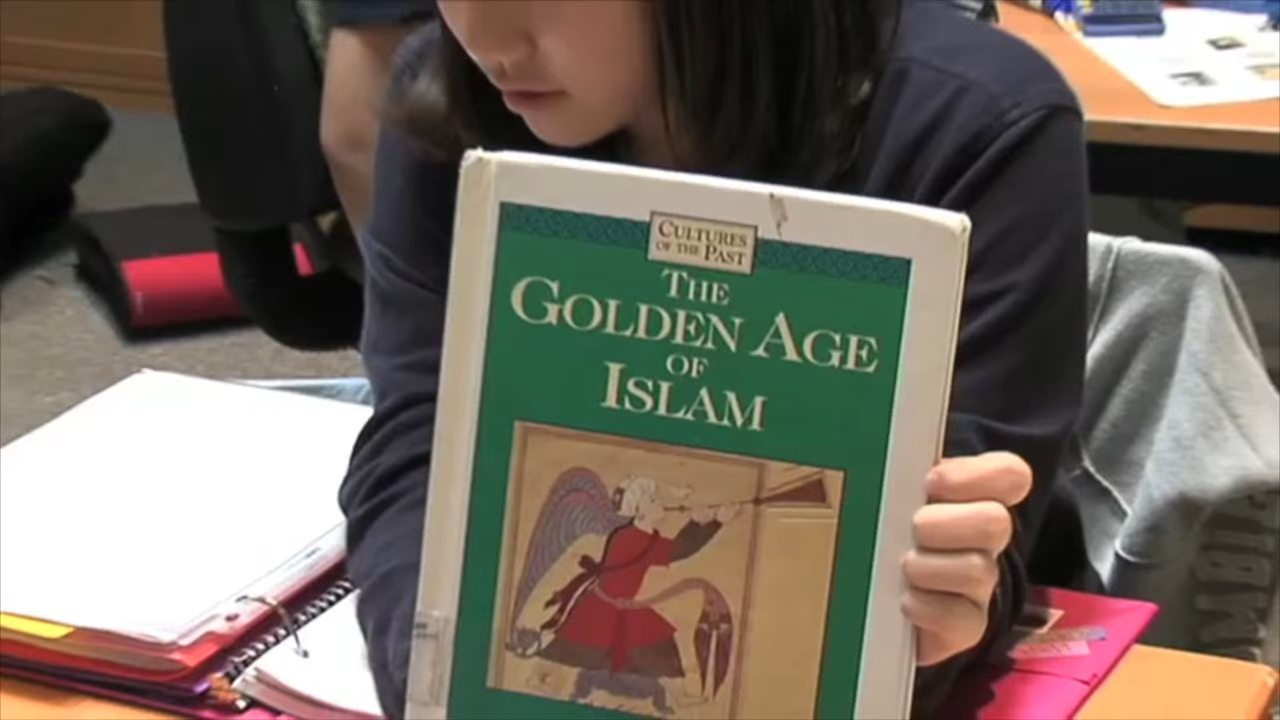 CULTURES
OF THE PAST
THE
GOLDEN AGE
OF
ISLAM